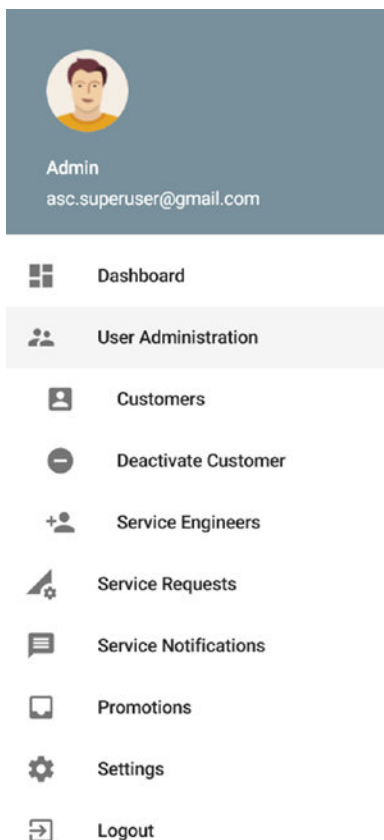 Admin
asc.superuser@gmail.com
Dashboard
User Administration
Customers
Deactivate Customer
Service Engineers
Service Requests
Service Notifications
Promotions
Settings
Logout